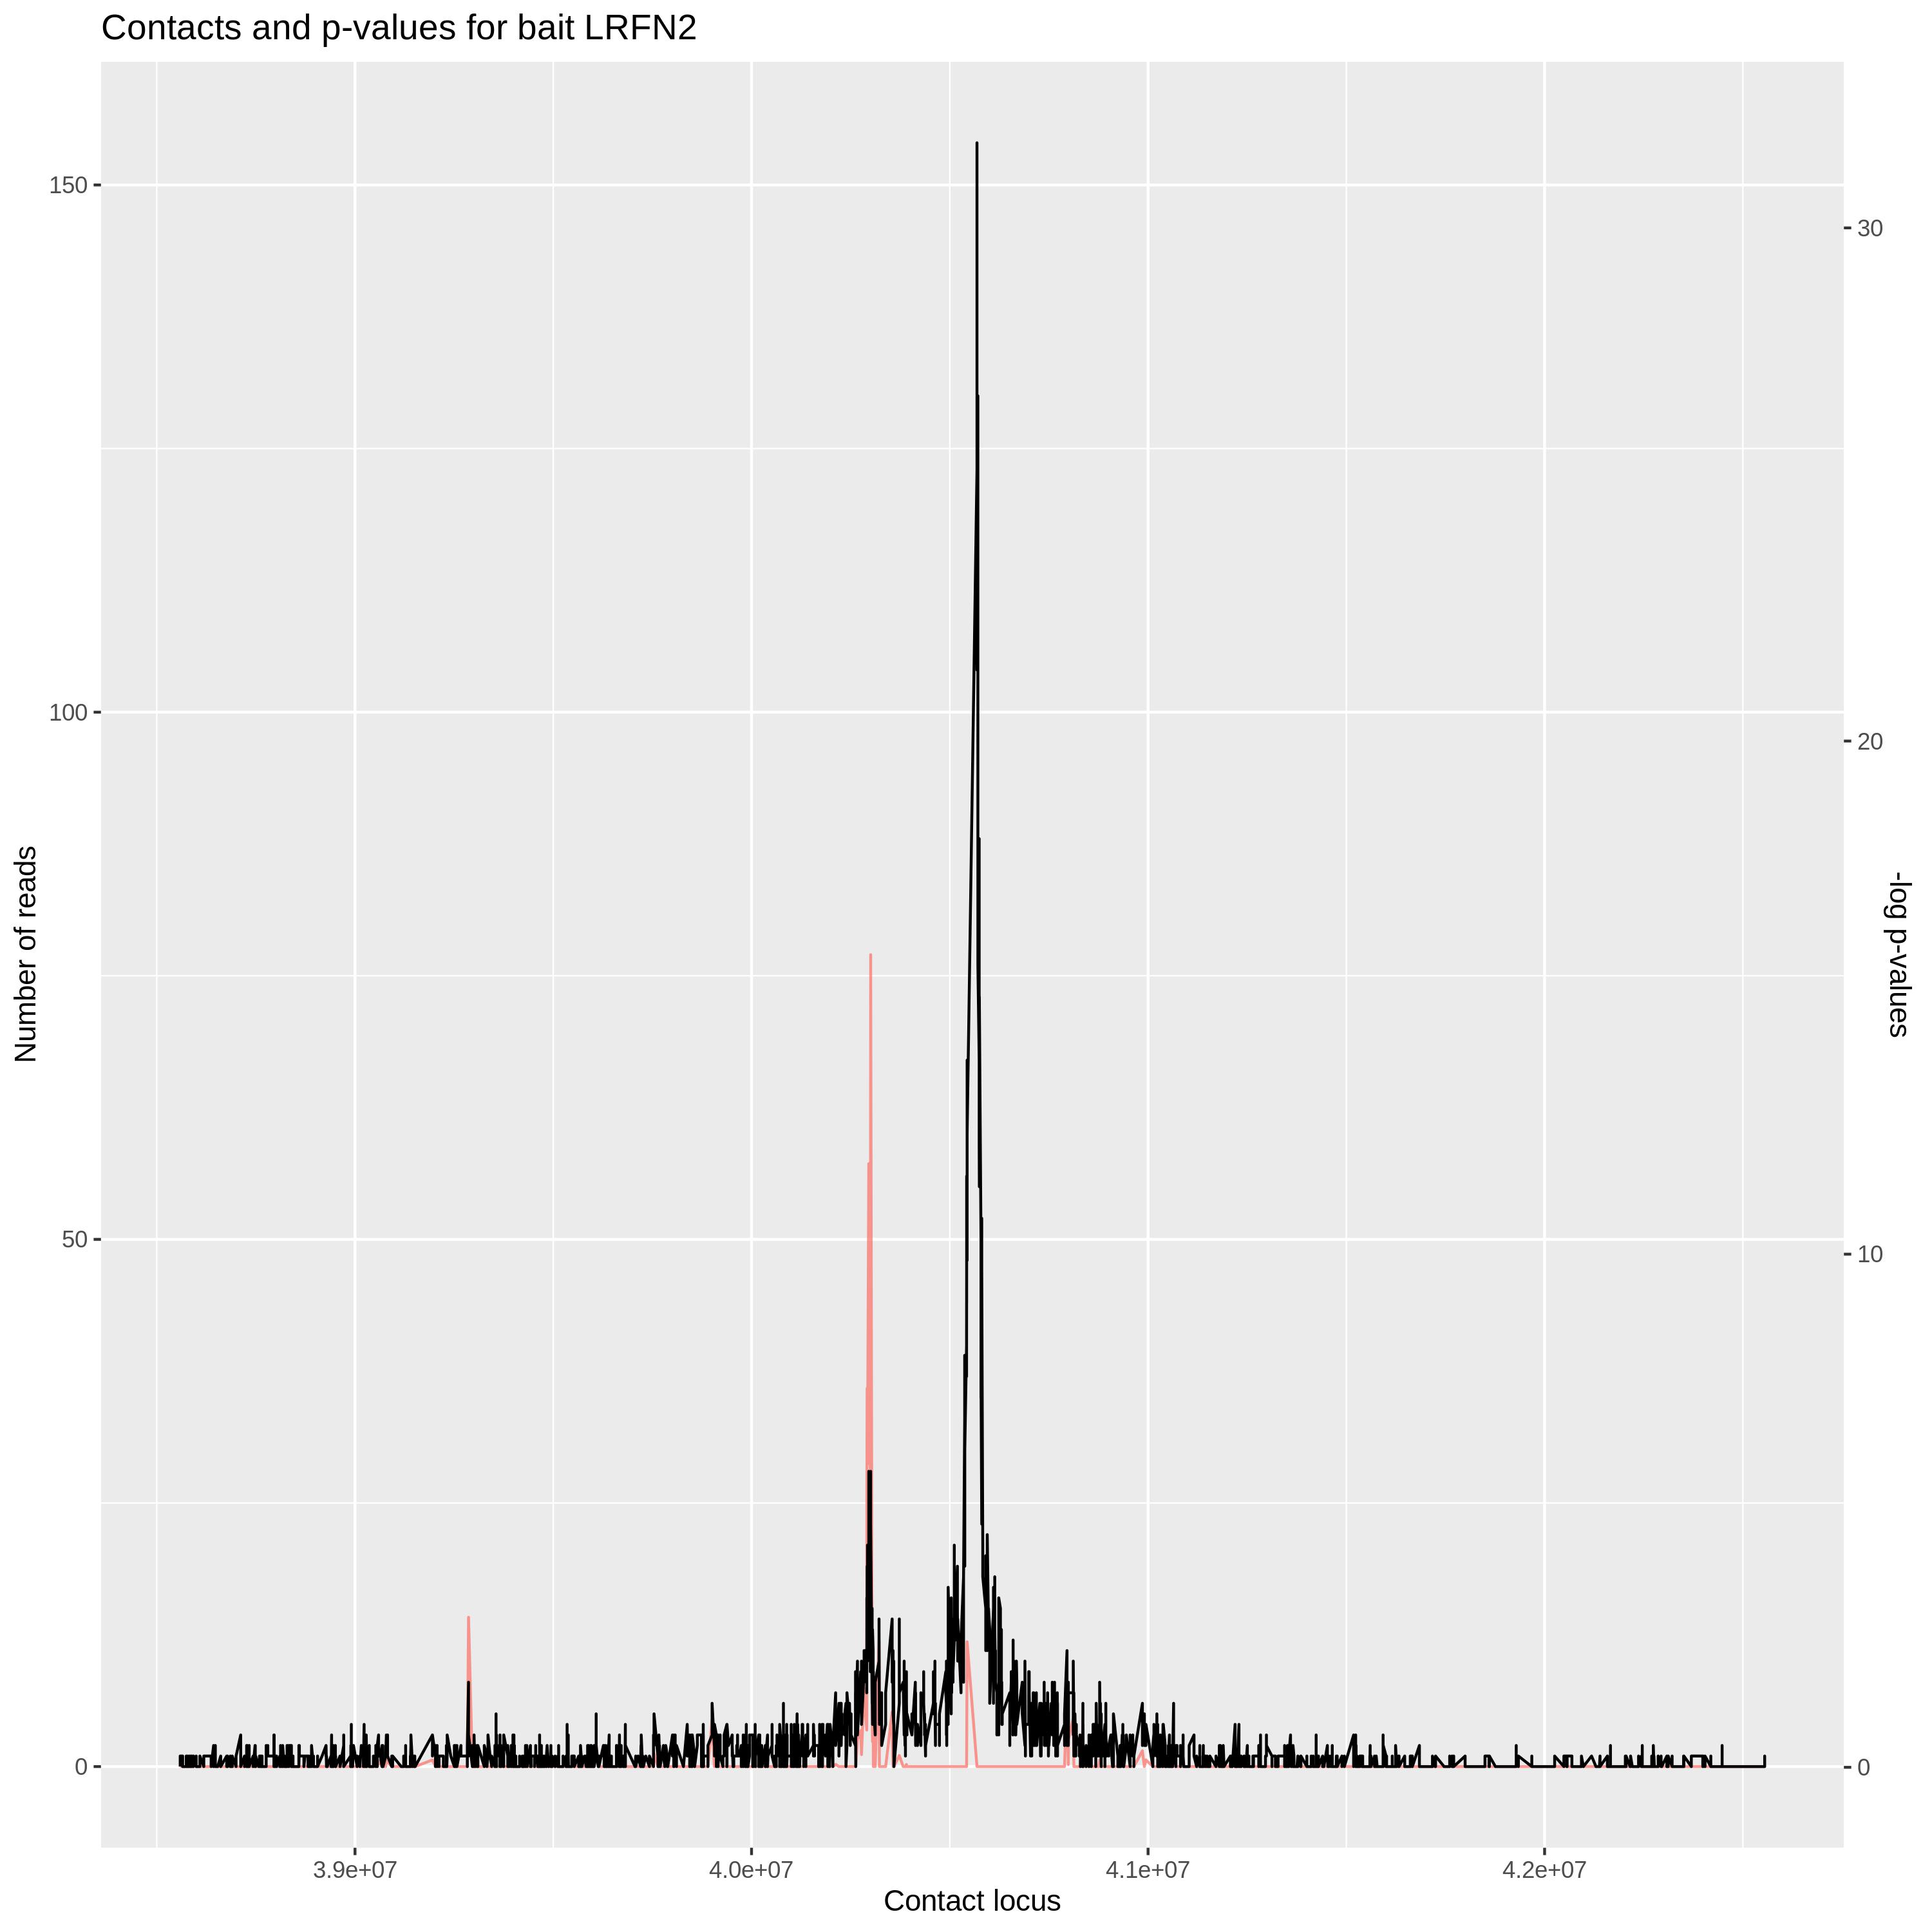 Contacts and p-values for bait LRFN2
150
100
50
0
30
20
10
0
Number of reads
-log p-values
3.9e+07
4.0e+07
4.1e+07
4.2e+07
Contact locus